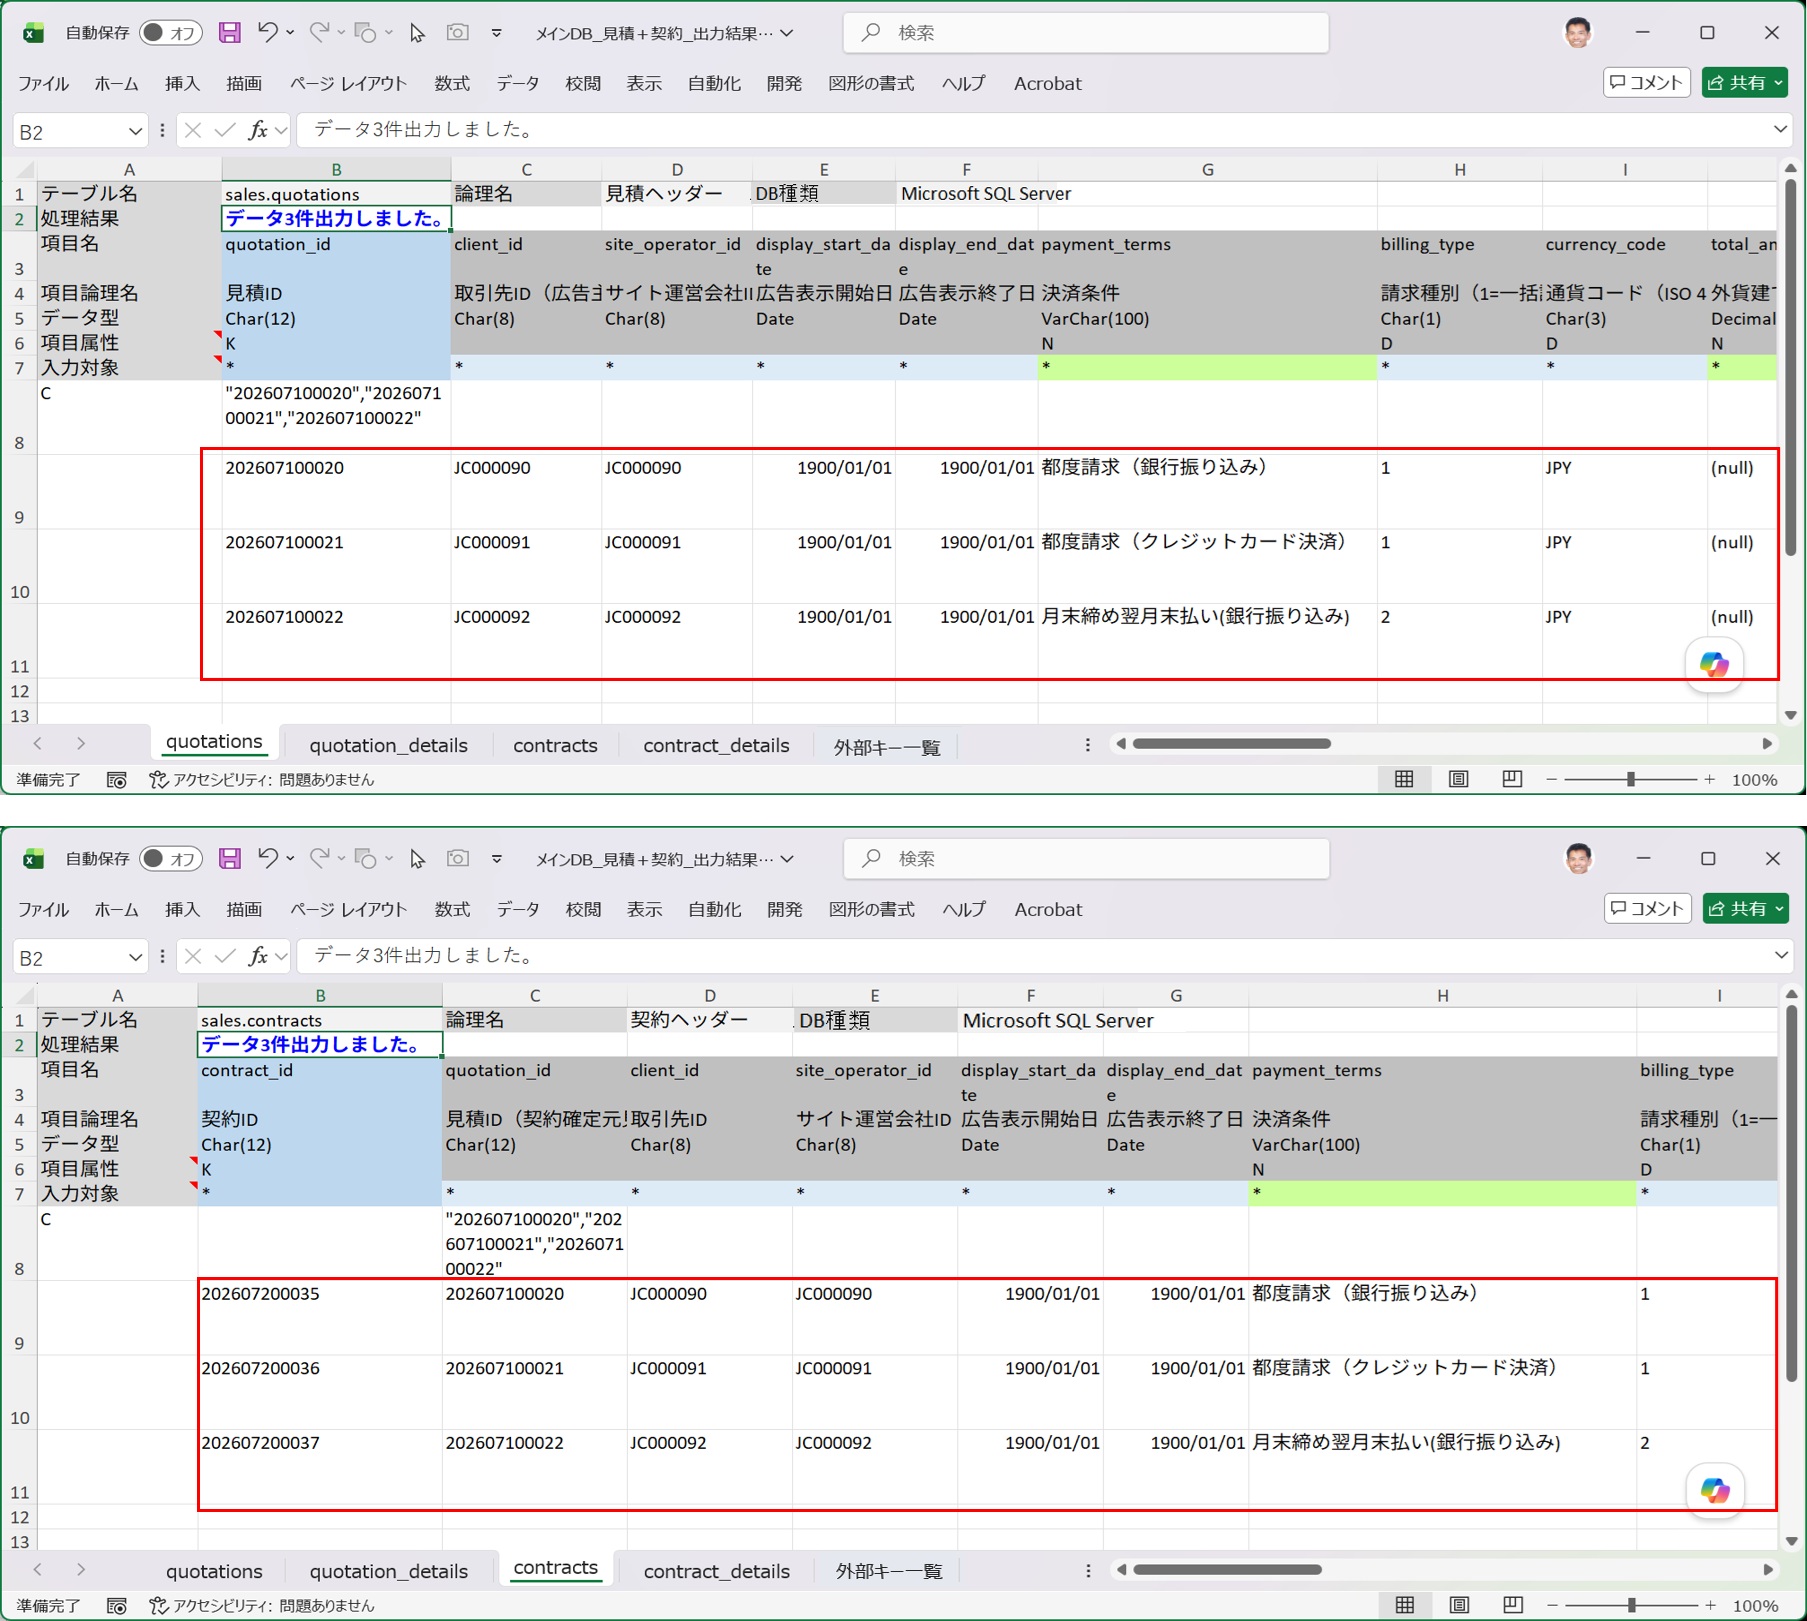 自動保存 オフ メインDB_見積＋契約_出力結果… 検索
ファイル ホーム 挿入 描画 ページ レイアウト 数式 データ 校閲 表示 自動化 開発 図形の書式 ヘルプ Acrobat コメント 共有
B2 fx データ3件出力しました。
A B C D E F G H I
1 テーブル名 sales.quotations 論理名 見積ヘッダー DB種類 Microsoft SQL Server
2 処理結果 データ3件出力しました。
3 項目名 quotation_id client_id site_operator_id display_start_date display_end_date payment_terms billing_type currency_code total_an
4 項目論理名 見積ID 取引先ID（広告主 サイト運営会社ID 広告表示開始日 広告表示終了日 決済条件 請求種別（1=一括 通貨コード（ISO 4 外貨建
5 データ型 Char(12) Char(8) Char(8) Date Date VarChar(100) Char(1) Char(3) Decimal
6 項目属性 K N D D N
7 入力対象 * * * * * * * * *
8 C "202607100020","202607100021","202607100022"
9 202607100020 JC000090 JC000090 1900/01/01 1900/01/01 都度請求（銀行振り込み） 1 JPY (null)
10 202607100021 JC000091 JC000091 1900/01/01 1900/01/01 都度請求（クレジットカード決済） 1 JPY (null)
11 202607100022 JC000092 JC000092 1900/01/01 1900/01/01 月末締め翌月末払い(銀行振り込み) 2 JPY (null)
12
13
quotations quotation_details contracts contract_details 外部キー一覧
準備完了 アクセシビリティ: 問題ありません 100%
自動保存 オフ メインDB_見積＋契約_出力結果… 検索
ファイル ホーム 挿入 描画 ページ レイアウト 数式 データ 校閲 表示 自動化 開発 図形の書式 ヘルプ Acrobat コメント 共有
B2 fx データ3件出力しました。
A B C D E F G H I
1 テーブル名 sales.contracts 論理名 契約ヘッダー DB種類 Microsoft SQL Server
2 処理結果 データ3件出力しました。
3 項目名 contract_id quotation_id client_id site_operator_id display_start_date display_end_date payment_terms billing_type
4 項目論理名 契約ID 見積ID（契約確定元 取引先ID サイト運営会社ID 広告表示開始日 広告表示終了日 決済条件 請求種別（1=一
5 データ型 Char(12) Char(12) Char(8) Char(8) Date Date VarChar(100) Char(1)
6 項目属性 K N D
7 入力対象 * * * * * * * *
8 C "202607100020","202607100021","202607100022"
9 202607200035 202607100020 JC000090 JC000090 1900/01/01 1900/01/01 都度請求（銀行振り込み） 1
10 202607200036 202607100021 JC000091 JC000091 1900/01/01 1900/01/01 都度請求（クレジットカード決済） 1
11 202607200037 202607100022 JC000092 JC000092 1900/01/01 1900/01/01 月末締め翌月末払い(銀行振り込み) 2
12
13
quotations quotation_details contracts contract_details 外部キー一覧
準備完了 アクセシビリティ: 問題ありません 100%